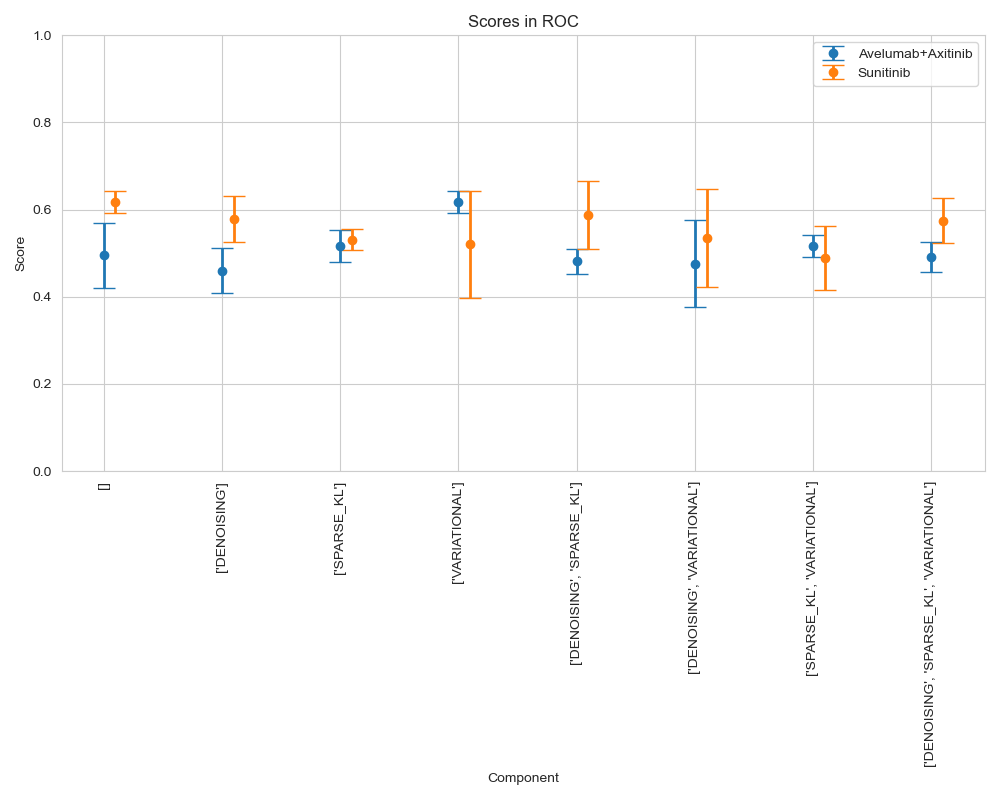 Scores in ROC
Avelumab+Axitinib
Sunitinib
Score
1.0
0.8
0.6
0.4
0.2
0.0
[]
['DENOISING']
['SPARSE_KL']
['VARIATIONAL']
['DENOISING', 'SPARSE_KL']
['DENOISING', 'VARIATIONAL']
['SPARSE_KL', 'VARIATIONAL']
['DENOISING', 'SPARSE_KL', 'VARIATIONAL']
Component